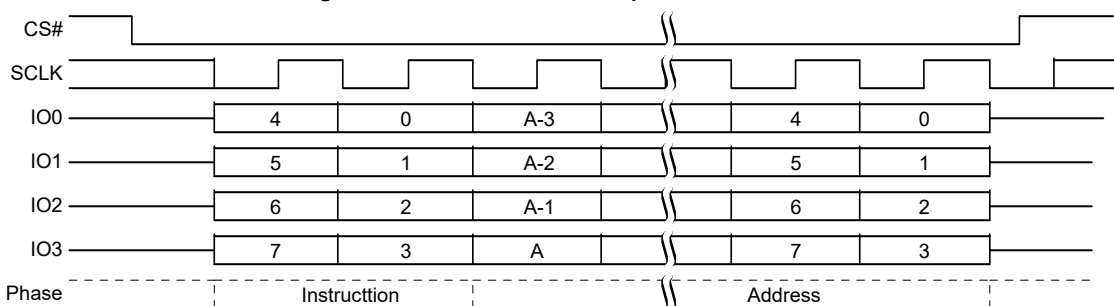 CS#
SCLK
IO0 4 0 A-3 4 0
IO1 5 1 A-2 5 1
IO2 6 2 A-1 6 2
IO3 7 3 A 7 3
Phase Instructtion Address